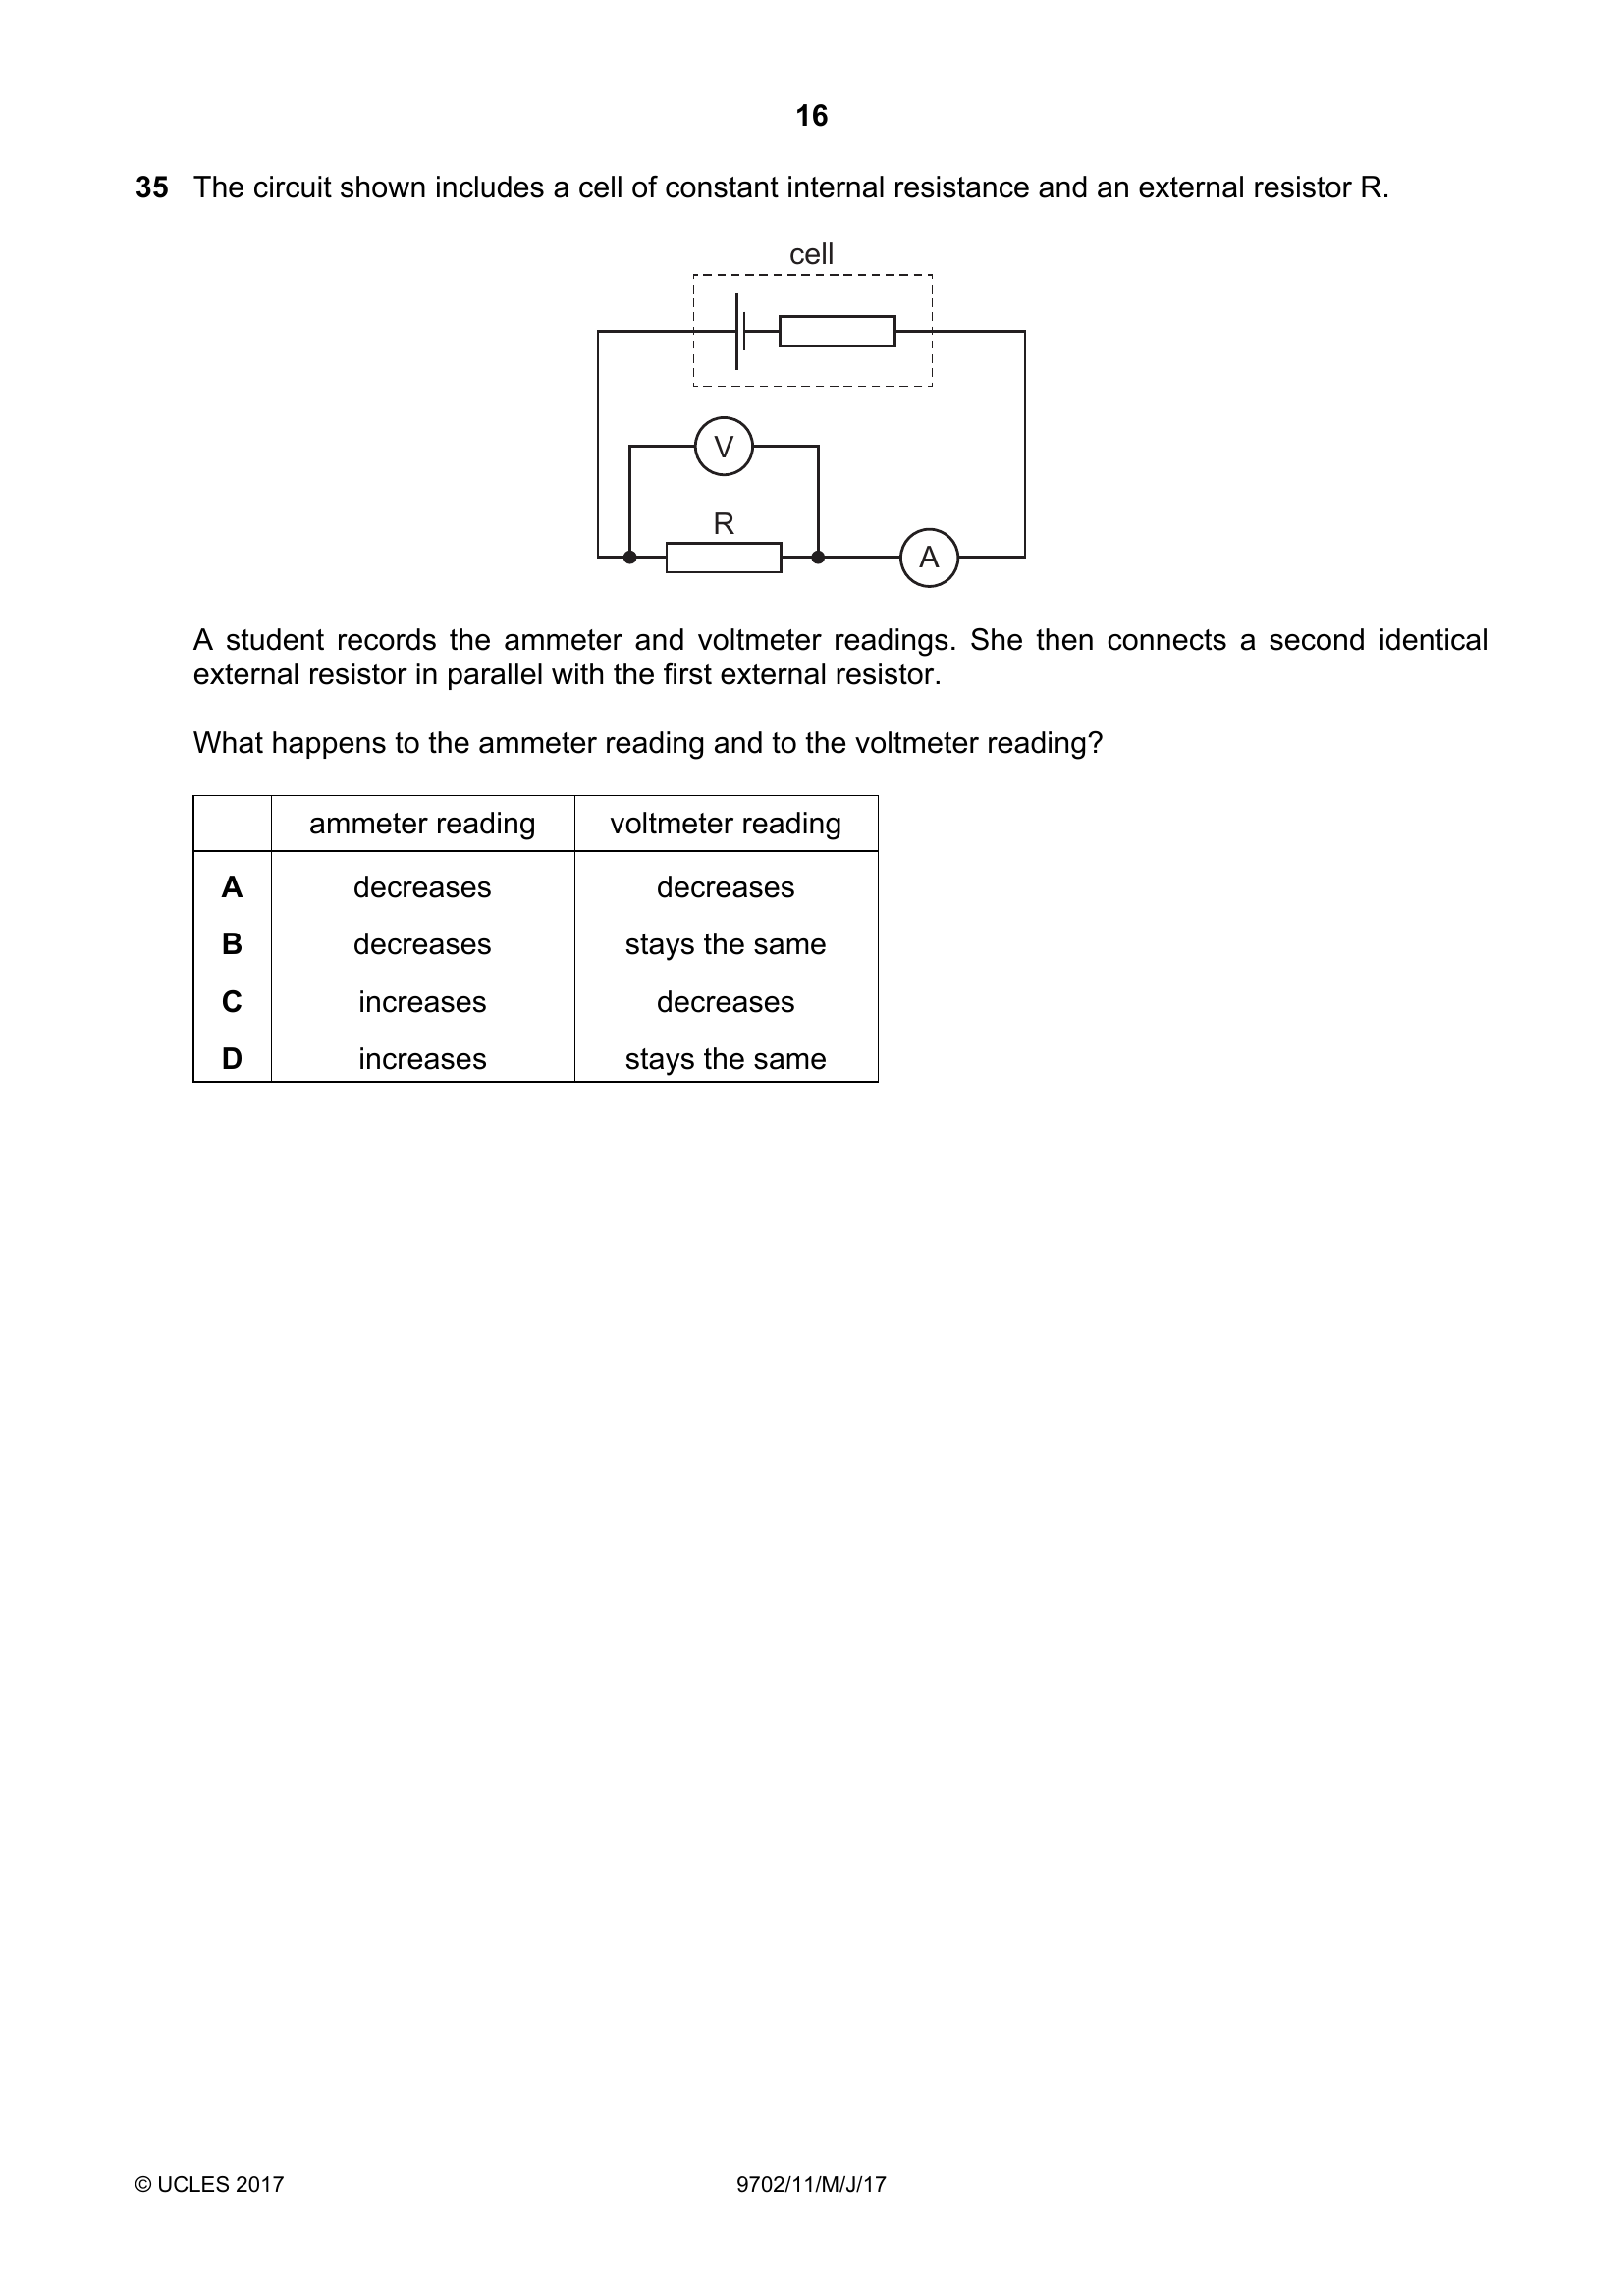 16
35 The circuit shown includes a cell of constant internal resistance and an external resistor R.
cell
V
R
A
A student records the ammeter and voltmeter readings. She then connects a second identical
external resistor in parallel with the first external resistor.
What happens to the ammeter reading and to the voltmeter reading?
ammeter reading voltmeter reading
A decreases decreases
B decreases stays the same
C increases decreases
D increases stays the same
© UCLES 2017 9702/11/M/J/17